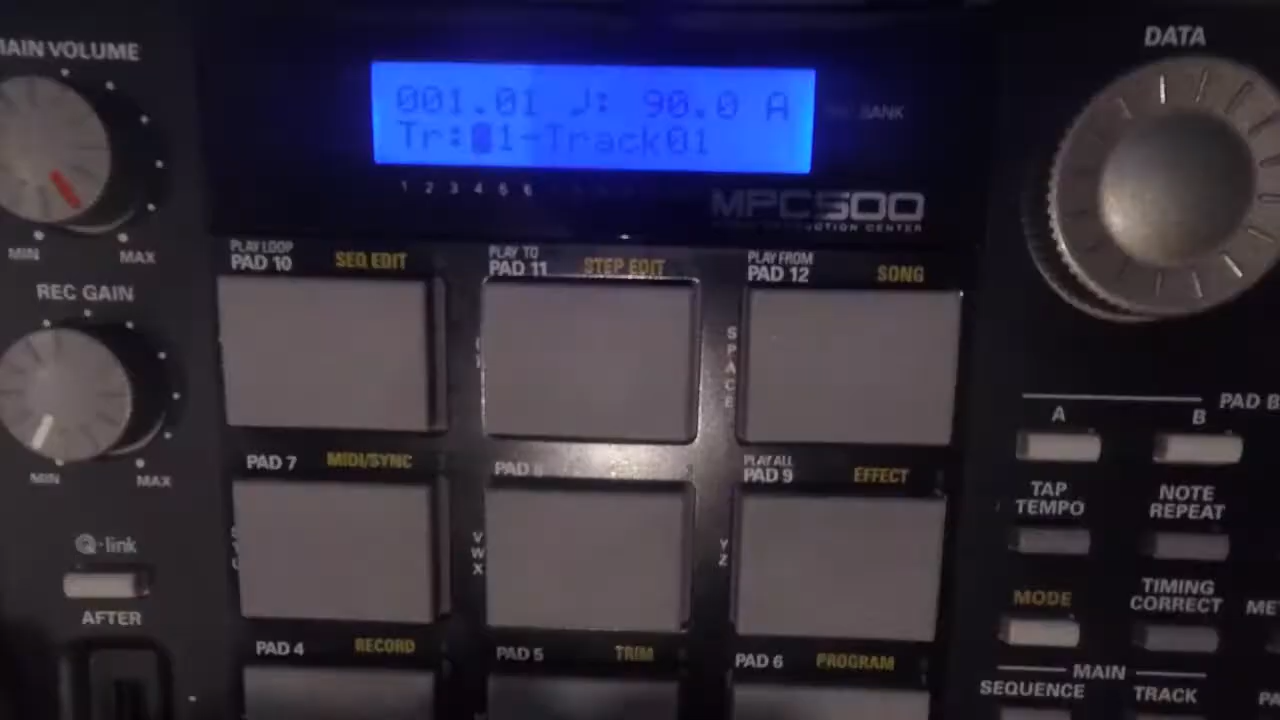 MAIN VOLUME
DATA
001.01 ♩: 90.0 A
BANK
Tr:01-Track01
1 2 3 4 5 6
MPC500
MIN
MAX
PLAY LOOP
PAD 10 SEQ EDIT
PLAY TO
PAD 11 STEP EDIT
PLAY FROM
PAD 12 SONG
REC GAIN
SPACE
PAD B
A
B
MIN
MAX
PAD 7 MIDI/SYNC
PAD 8
PLAY ALL
PAD 9 EFFECT
TAP TEMPO
NOTE REPEAT
Q-link
VWX
YZ
AFTER
MODE
TIMING CORRECT
PAD 4 RECORD
PAD 5 TRIM
PAD 6 PROGRAM
MAIN
SEQUENCE
TRACK